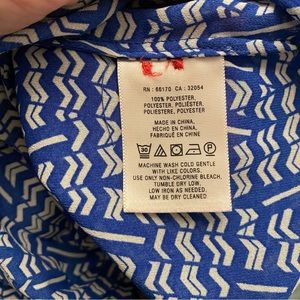 RN : 66170 CA : 32054
100% POLYESTER,
POLYESTER, POLIÉSTER,
POLIESTERE, POLYESTER
MADE IN CHINA,
HECHO EN CHINA,
FABRIQUÉ EN CHINE
30
MACHINE WASH COLD GENTLE
WITH LIKE COLORS.
USE ONLY NON-CHLORINE BLEACH.
TUMBLE DRY LOW.
LOW IRON AS NEEDED.
MAY BE DRY CLEANED